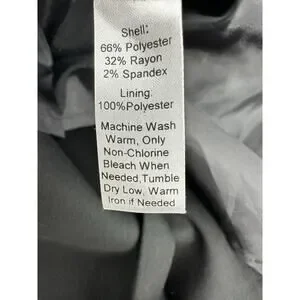 Shell:
66% Polyester
32% Rayon
2% Spandex
Lining:
100%Polyester
Machine Wash
Warm, Only
Non-Chlorine
Bleach When
Needed,Tumble
Dry Low, Warm
Iron if Needed